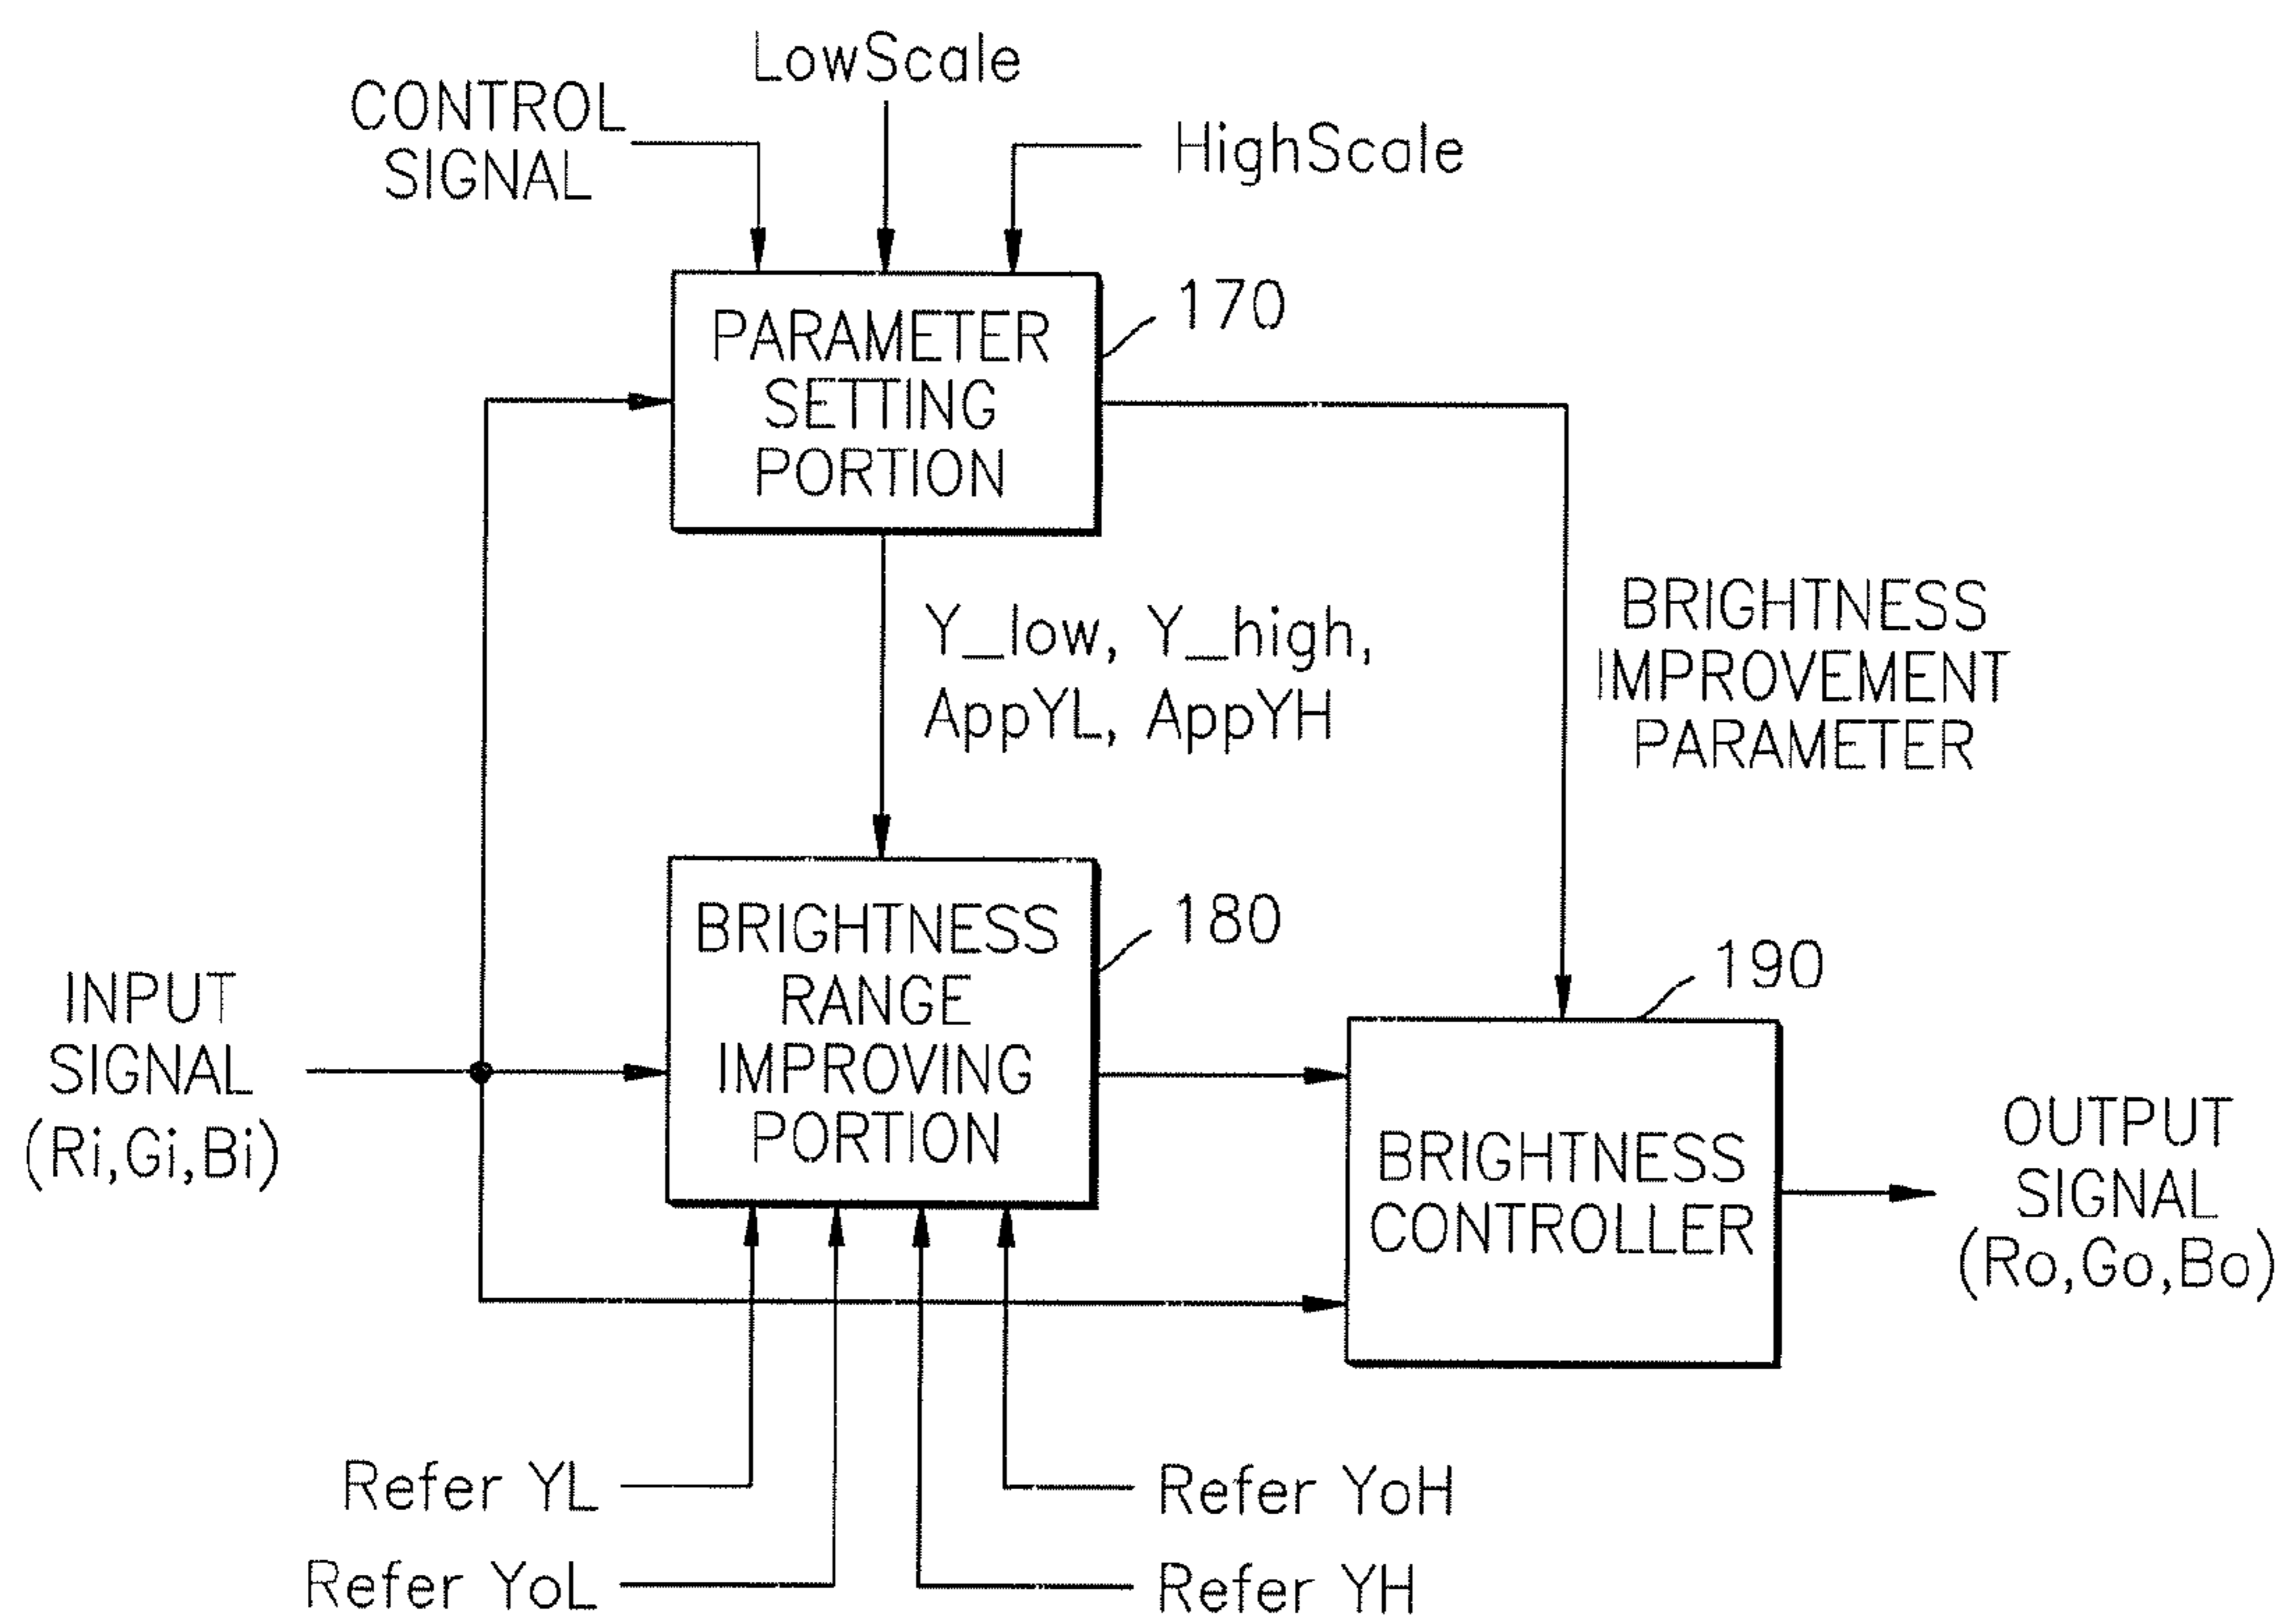 LowScale
CONTROL
SIGNAL
HighScale
170
PARAMETER
SETTING
PORTION
Y_low, Y_high,
AppYL, AppYH
BRIGHTNESS
IMPROVEMENT
PARAMETER
180
BRIGHTNESS
RANGE
IMPROVING
PORTION
190
INPUT
SIGNAL
(Ri,Gi,Bi)
BRIGHTNESS
CONTROLLER
OUTPUT
SIGNAL
(Ro,Go,Bo)
Refer YL
Refer YoH
Refer YoL
Refer YH